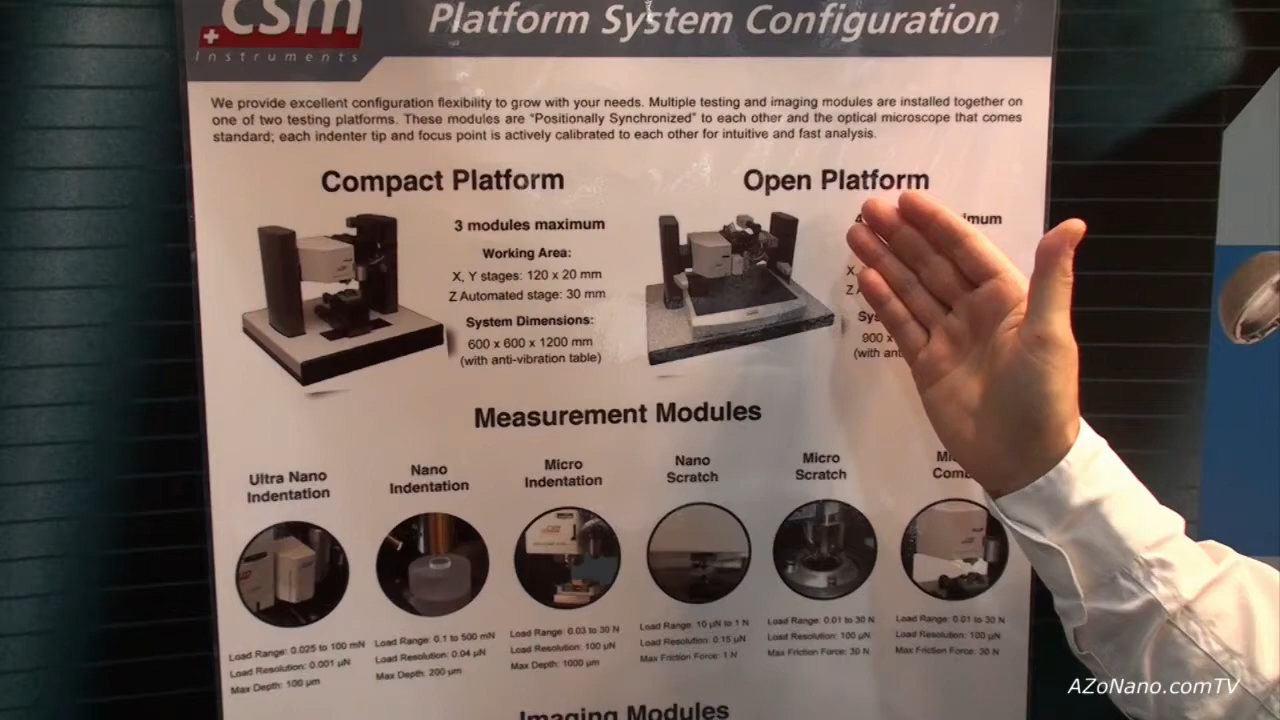 csm
Instruments
Platform System Configuration
We provide excellent configuration flexibility to grow with your needs. Multiple testing and imaging modules are installed together on
one of two testing platforms. These modules are "Positionally Synchronized" to each other and the optical microscope that comes
standard; each indenter tip and focus point is actively calibrated to each other for intuitive and fast analysis.
Compact Platform
3 modules maximum
Working Area:
X, Y stages: 120 x 20 mm
Z Automated stage: 30 mm
System Dimensions:
600 x 600 x 1200 mm
(with anti-vibration table)
Open Platform
4
X,
Z
900 x
(with
Measurement Modules
Ultra Nano
Indentation
Load Range: 0.025 to 100 mN
Load Resolution: 0.001 µN
Max Depth: 100 µm
Nano
Indentation
Load Range: 0.1 to 500 mN
Load Resolution: 0.04 µN
Max Depth: 200 µm
Micro
Indentation
Load Range: 0.03 to 30 N
Load Resolution: 100 µN
Max Depth: 1000 µm
Nano
Scratch
Load Range: 10 µN to 1 N
Load Resolution: 0.15 µN
Max Friction Force: 1 N
Micro
Scratch
Load Range: 0.01 to 30 N
Load Resolution: 100 µN
Max Friction Force: 30 N
Load Range: 0.01 to 30 N
Load Resolution: 100 µN
Max Friction Force: 30 N
Imaging Modules
AZoNano.comTV